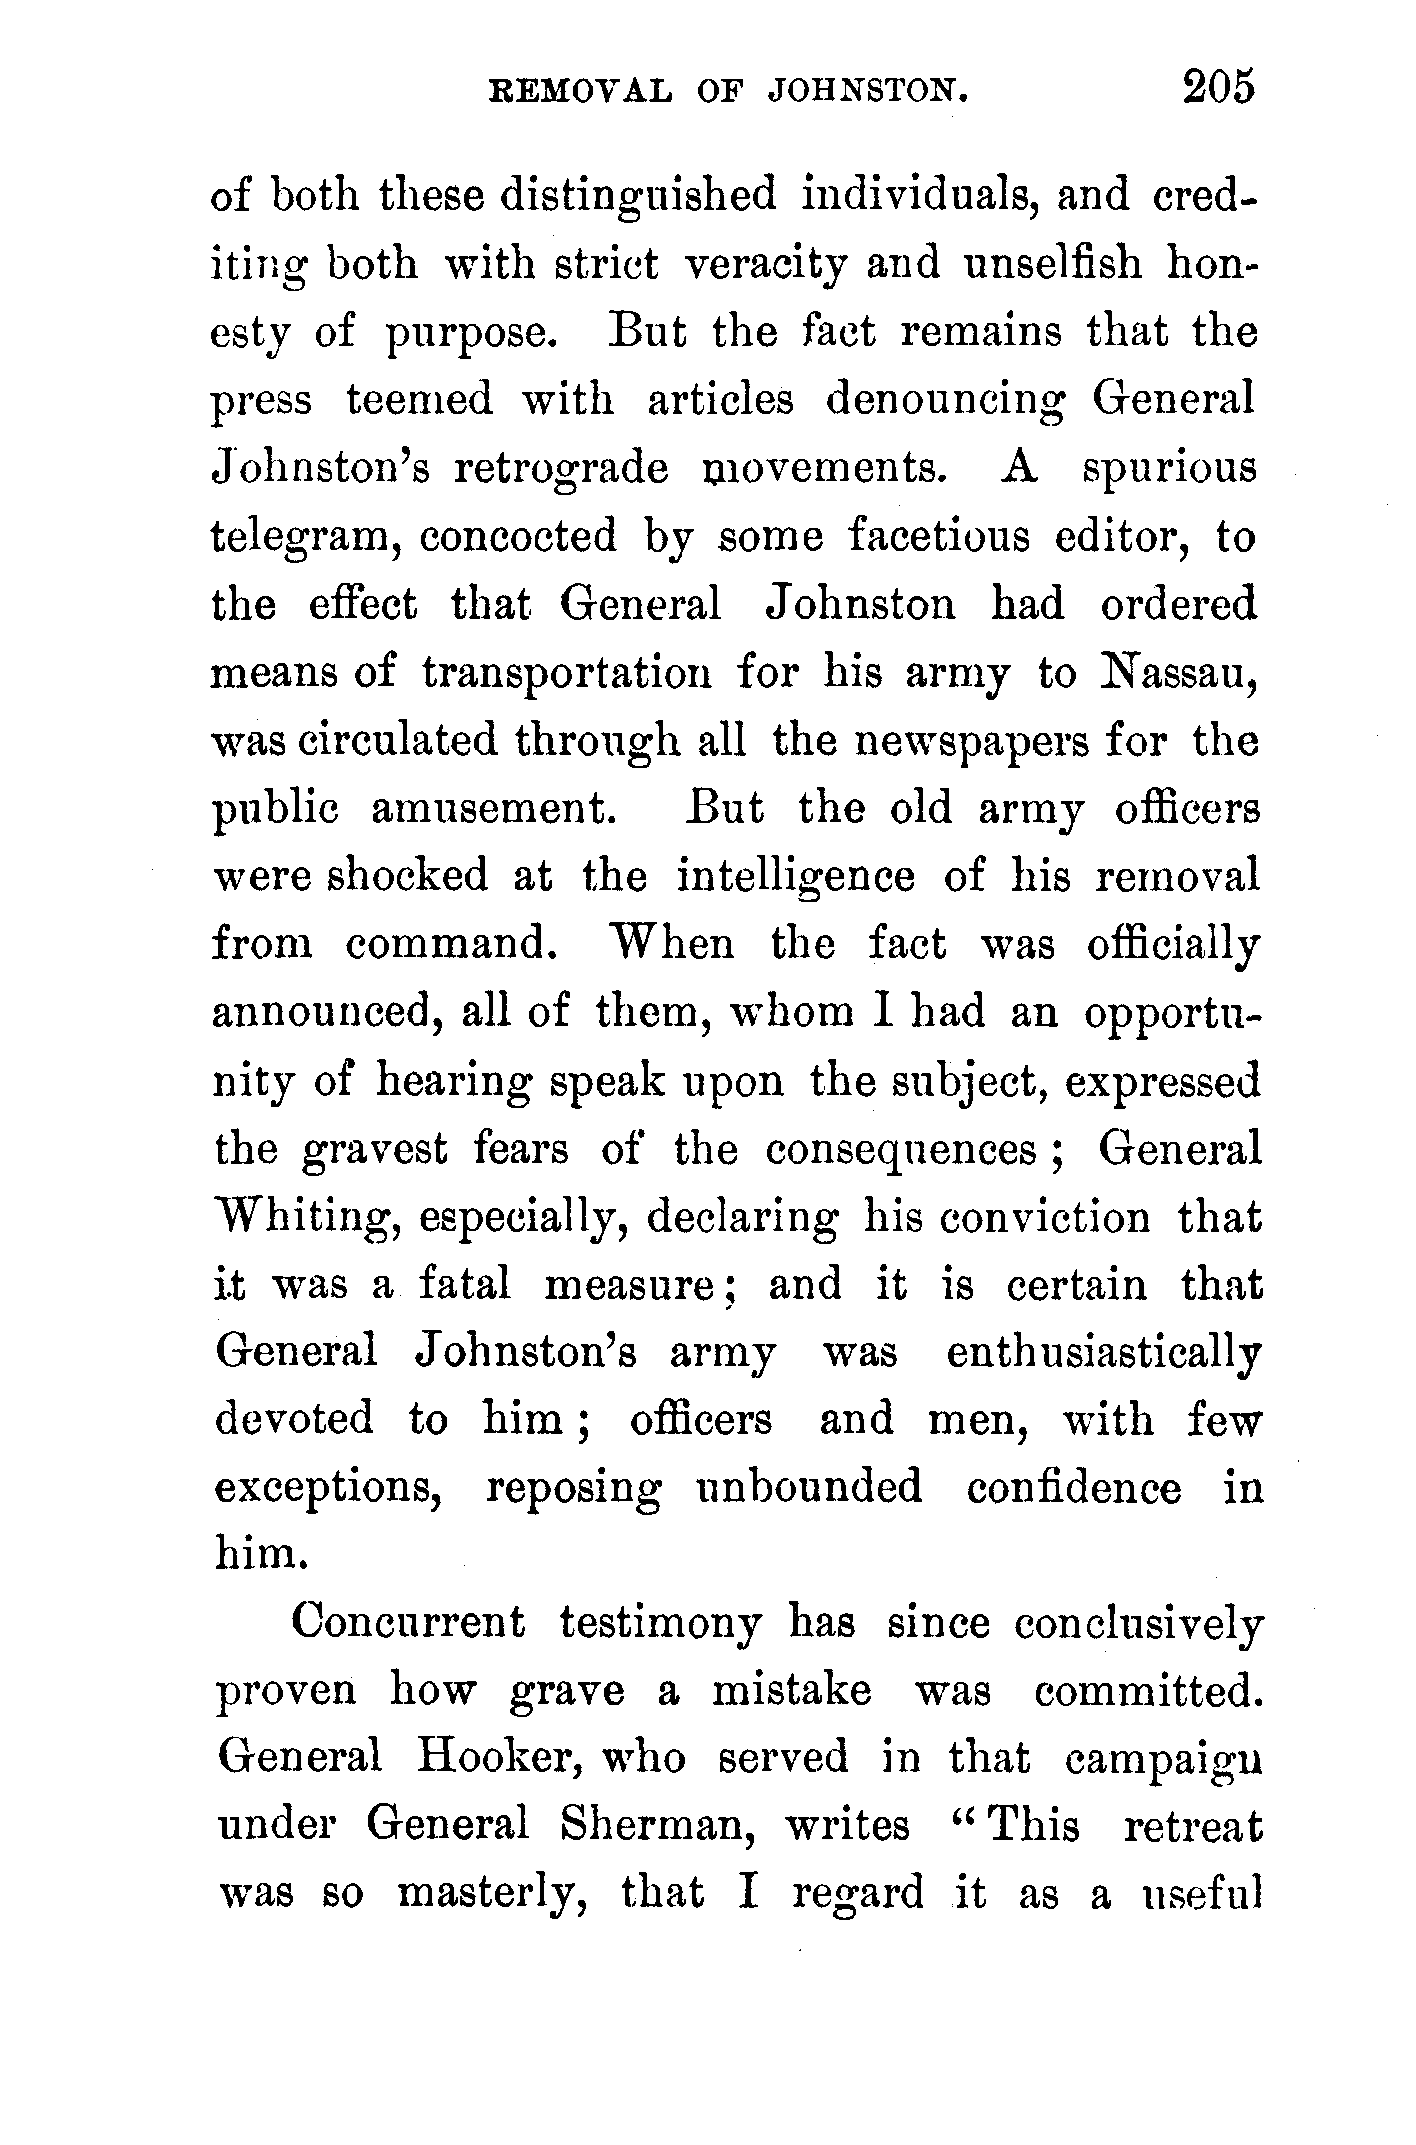 REMOVAL OF JOHNSTON. 205
of both these distinguished individuals, and cred-
iting both with strict veracity and unselfish hon-
esty of purpose. But the fact remains that the
press teemed with articles denouncing General
Johnston's retrograde movements. A spurious
telegram, concocted by some facetious editor, to
the effect that General Johnston had ordered
means of transportation for his army to Nassau,
was circulated through all the newspapers for the
public amusement. But the old army officers
were shocked at the intelligence of his removal
from command. When the fact was officially
announced, all of them, whom I had an opportu-
nity of hearing speak upon the subject, expressed
the gravest fears of the consequences ; General
Whiting, especially, declaring his conviction that
it was a fatal measure ; and it is certain that
General Johnston's army was enthusiastically
devoted to him ; officers and men, with few
exceptions, reposing unbounded confidence in
him.
Concurrent testimony has since conclusively
proven how grave a mistake was committed.
General Hooker, who served in that campaign
under General Sherman, writes " This retreat
was so masterly, that I regard it as a useful